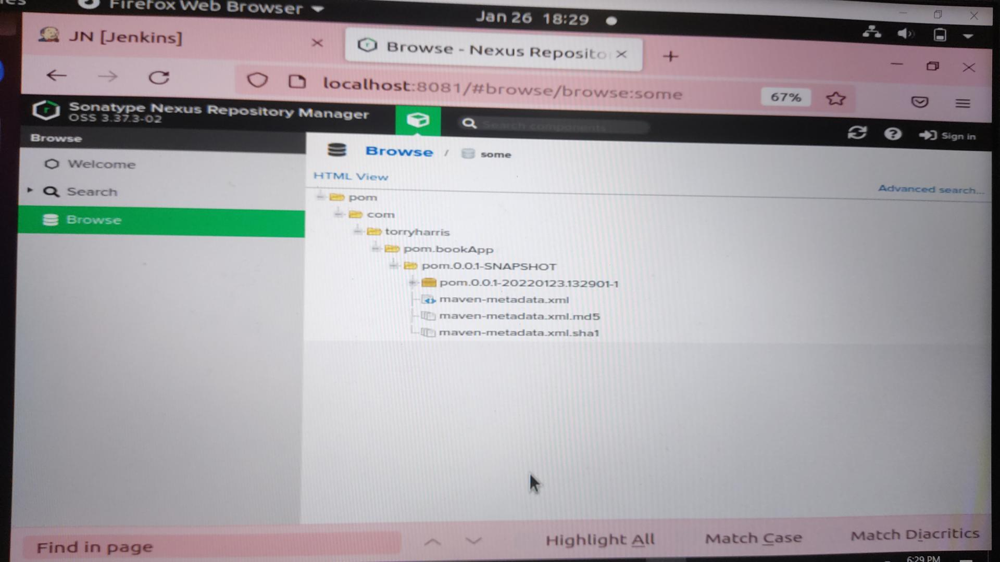 Firefox Web Browser
Jan 26 18:29
JN [Jenkins]
Browse - Nexus Reposito
localhost:8081/#browse/browse:some
67%
Sonatype Nexus Repository Manager
OSS 3.37.3-02
Search components
Sign in
Browse
Welcome
Search
Browse
Browse / some
HTML View
Advanced search...
pom
com
torryharris
pom.bookApp
pom.0.0.1-SNAPSHOT
pom.0.0.1-20220123.132901-1
maven-metadata.xml
maven-metadata.xml.md5
maven-metadata.xml.sha1
Find in page
Highlight All
Match Case
Match Diacritics
6:29 PM